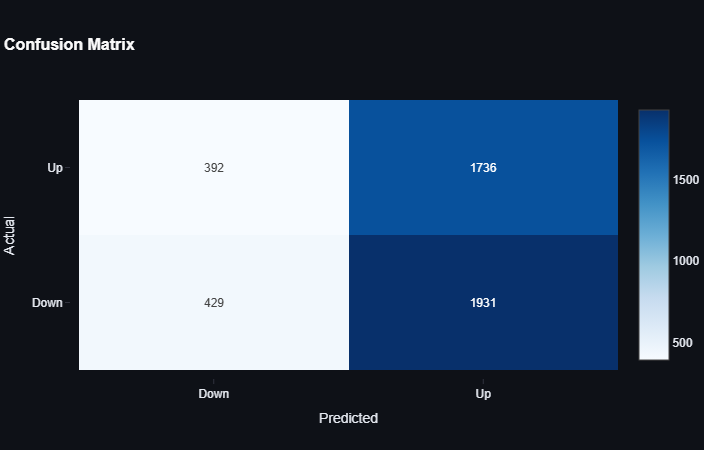 Confusion Matrix
Up
392
1736
1500
Actual
1000
Down
429
1931
500
Down
Up
Predicted